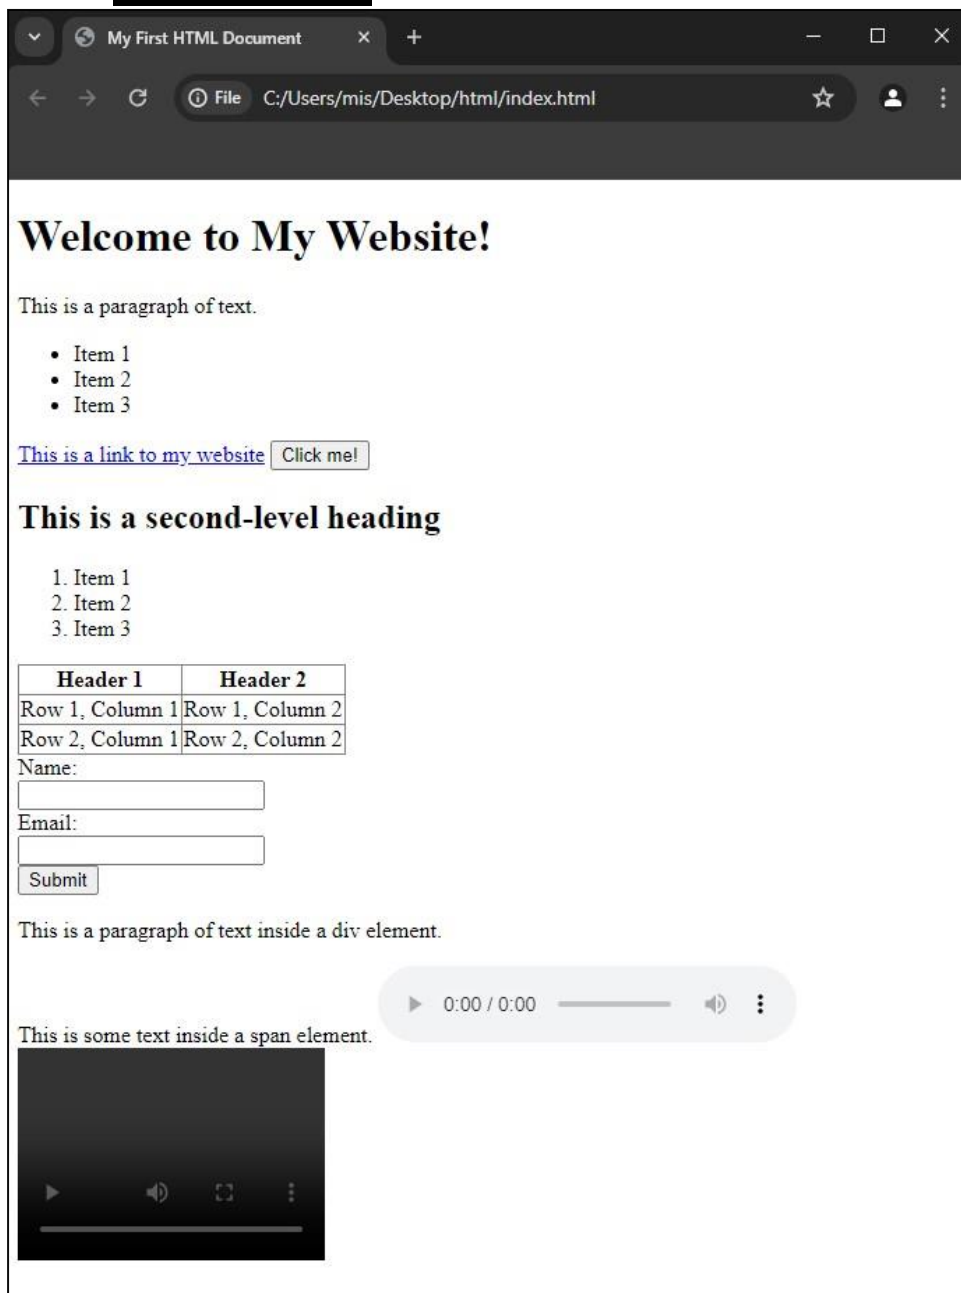 My First HTML Document
File C:/Users/mis/Desktop/html/index.html
Welcome to My Website!
This is a paragraph of text.
• Item 1
• Item 2
• Item 3
This is a link to my website Click me!
This is a second-level heading
1. Item 1
2. Item 2
3. Item 3
Header 1 Header 2
Row 1, Column 1 Row 1, Column 2
Row 2, Column 1 Row 2, Column 2
Name:
Email:
Submit
This is a paragraph of text inside a div element.
0:00 / 0:00
This is some text inside a span element.